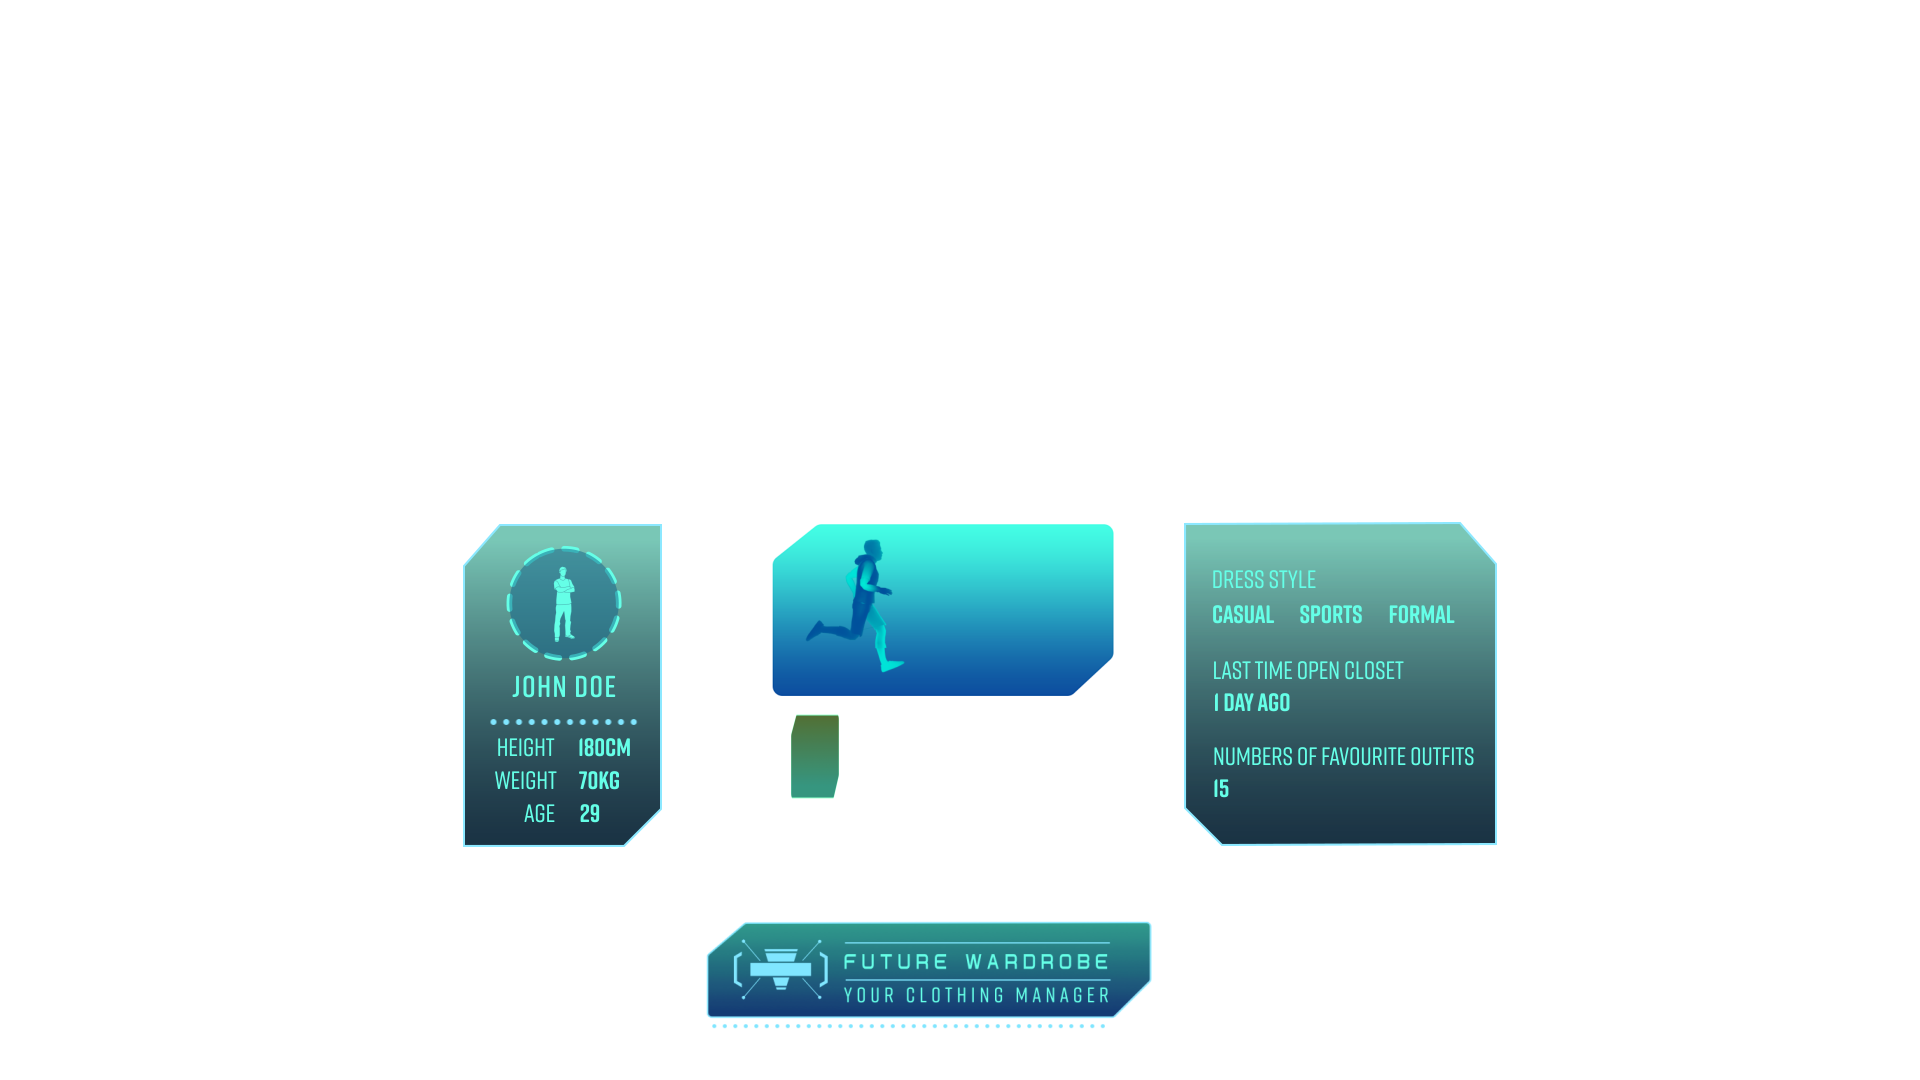 JOHN DOE
HEIGHT 180CM
WEIGHT 70KG
AGE 29
DRESS STYLE
CASUAL SPORTS FORMAL
LAST TIME OPEN CLOSET
1 DAY AGO
NUMBERS OF FAVOURITE OUTFITS
15
FUTURE WARDROBE
YOUR CLOTHING MANAGER